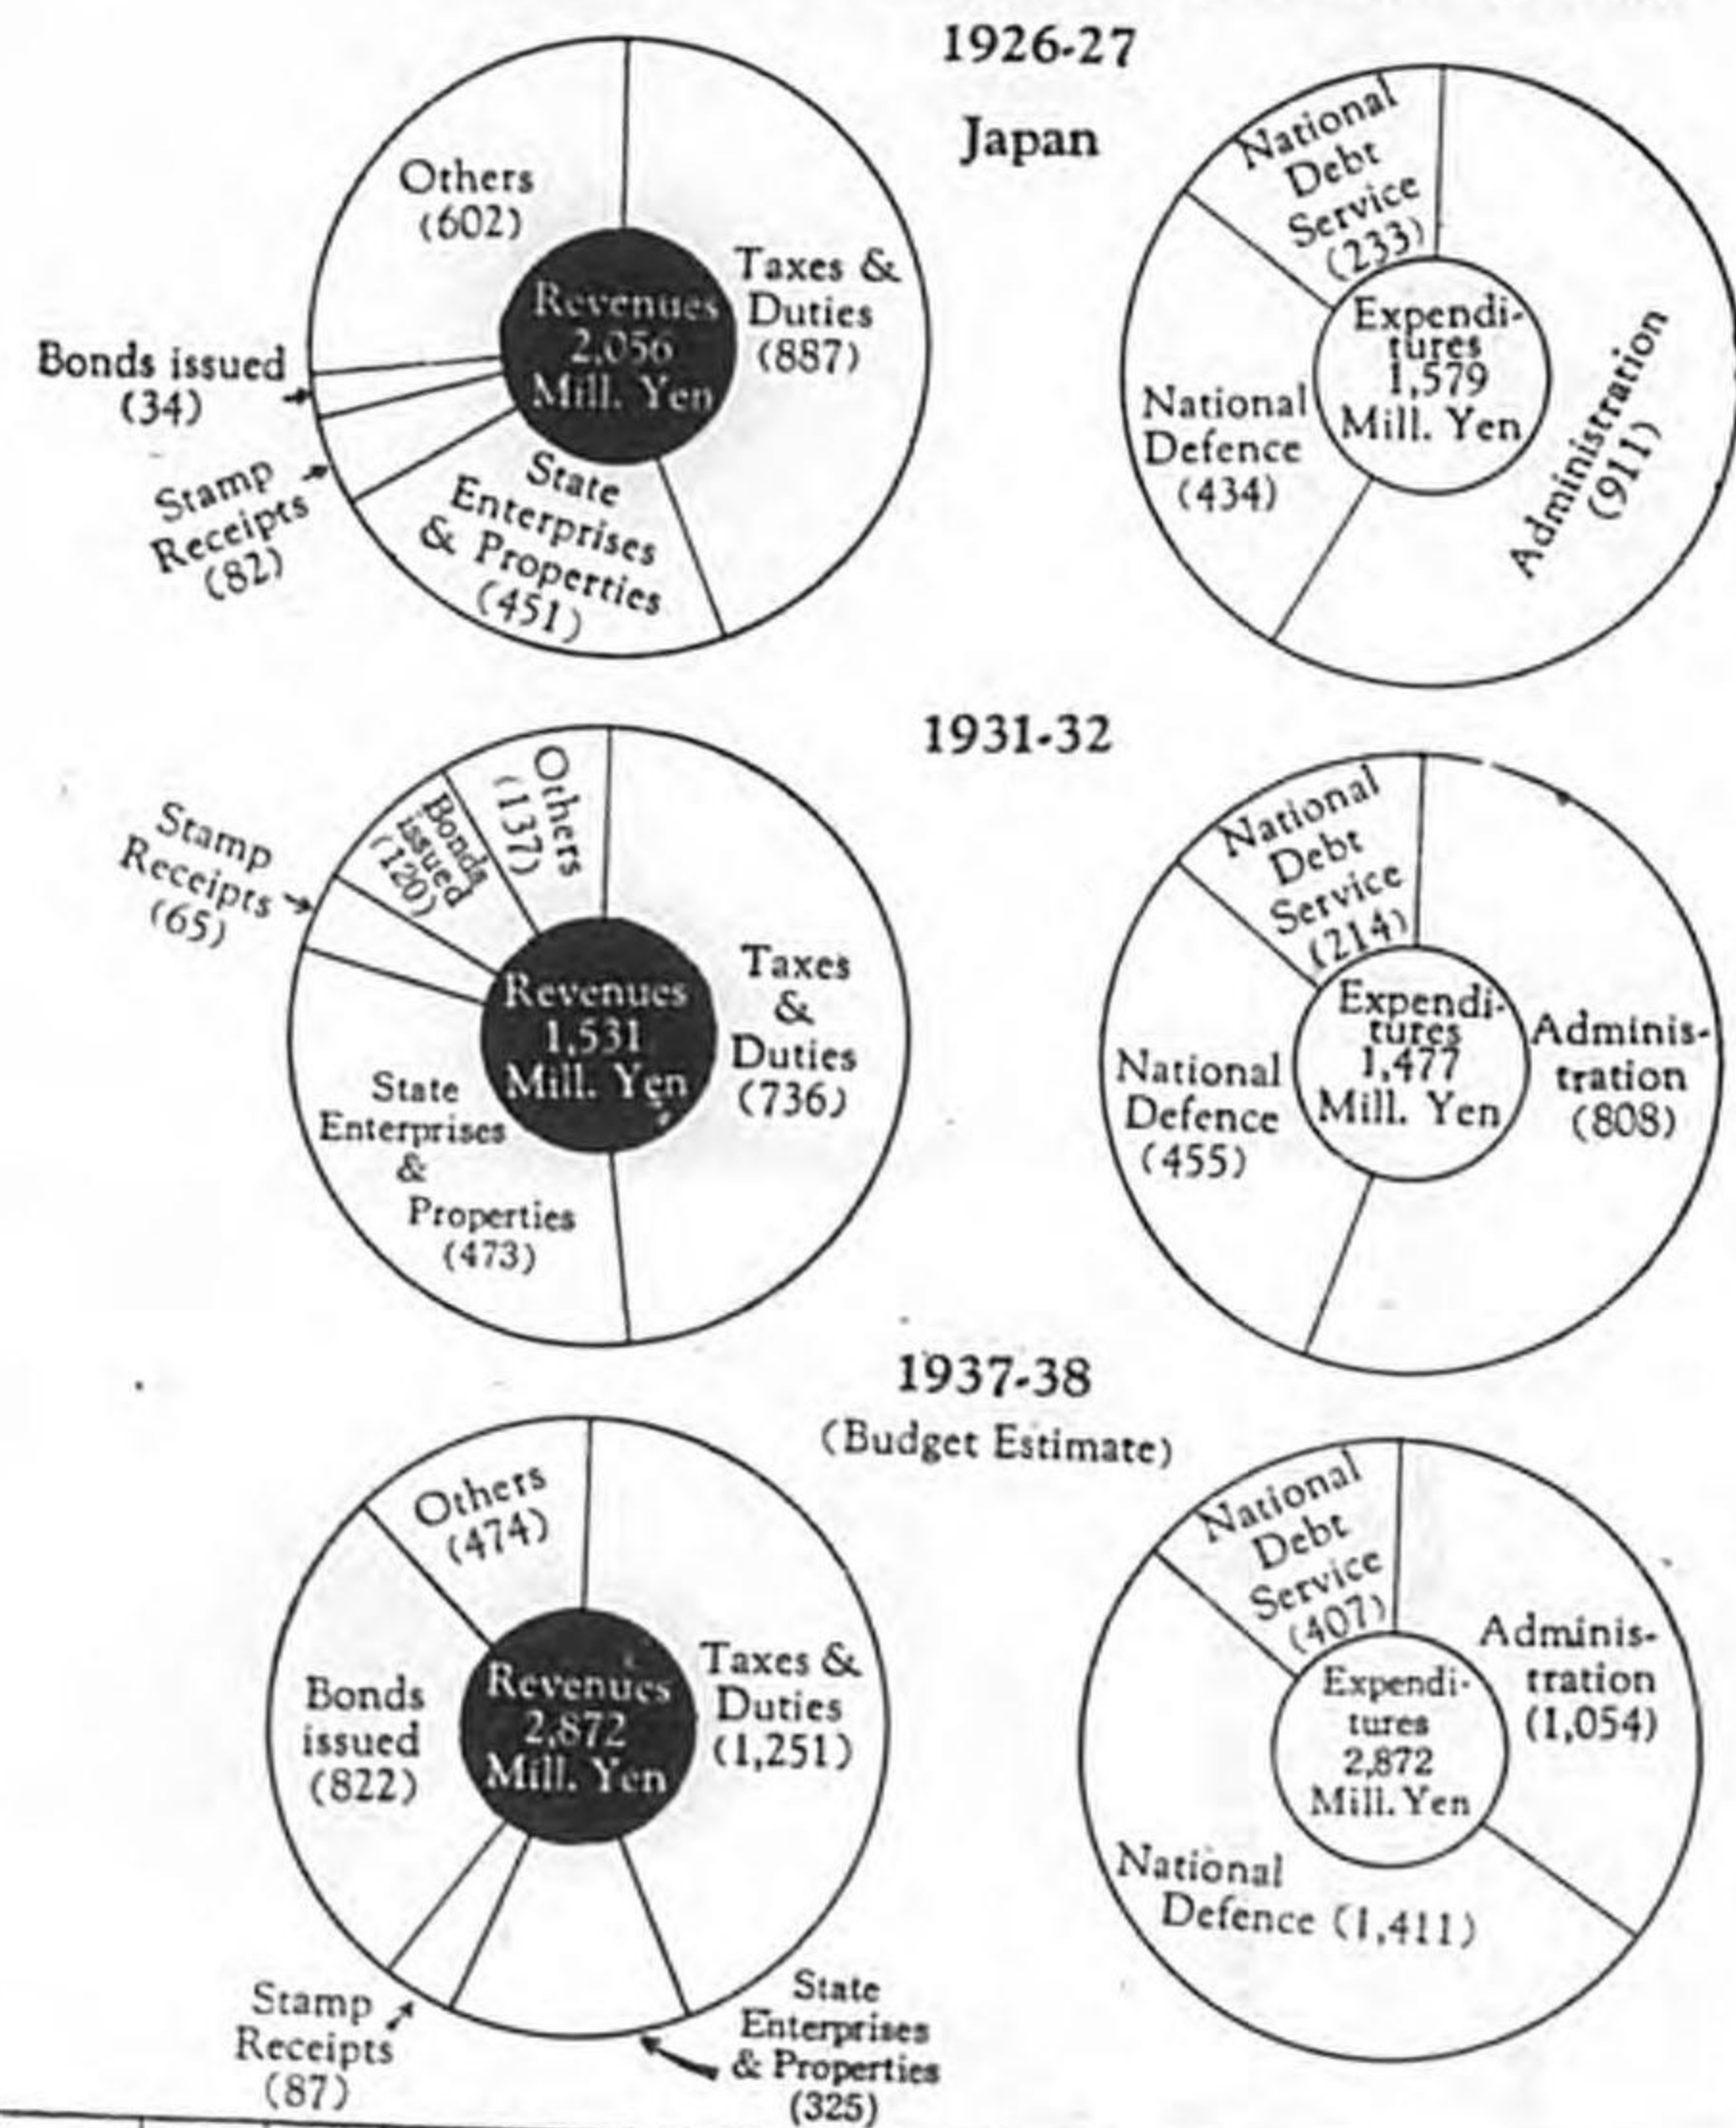 1926-27
Japan
Others
(602)
Taxes &
Duties
(887)
Revenues
2,056
Mill. Yen
Bonds issued
(34)
Stamp
Receipts
(82)
State
Enterprises
& Properties
(451)
National
Debt
Service
(233)
Expendi-
tures
1,579
Mill. Yen
National
Defence
(434)
Administration
(911)
1931-32
Others
(137)
Bonds
issued
(120)
Stamp
Receipts
(65)
Revenues
1,531
Mill. Yen
Taxes
&
Duties
(736)
State
Enterprises
&
Properties
(473)
National
Debt
Service
(214)
Expendi-
tures
1,477
Mill. Yen
Adminis-
tration
(808)
National
Defence
(455)
1937-38
(Budget Estimate)
Others
(474)
Bonds
issued
(822)
Revenues
2,872
Mill. Yen
Taxes &
Duties
(1,251)
Stamp
Receipts
(87)
State
Enterprises
& Properties
(325)
National
Debt
Service
(407)
Adminis-
tration
(1,054)
Expendi-
tures
2,872
Mill. Yen
National
Defence (1,411)